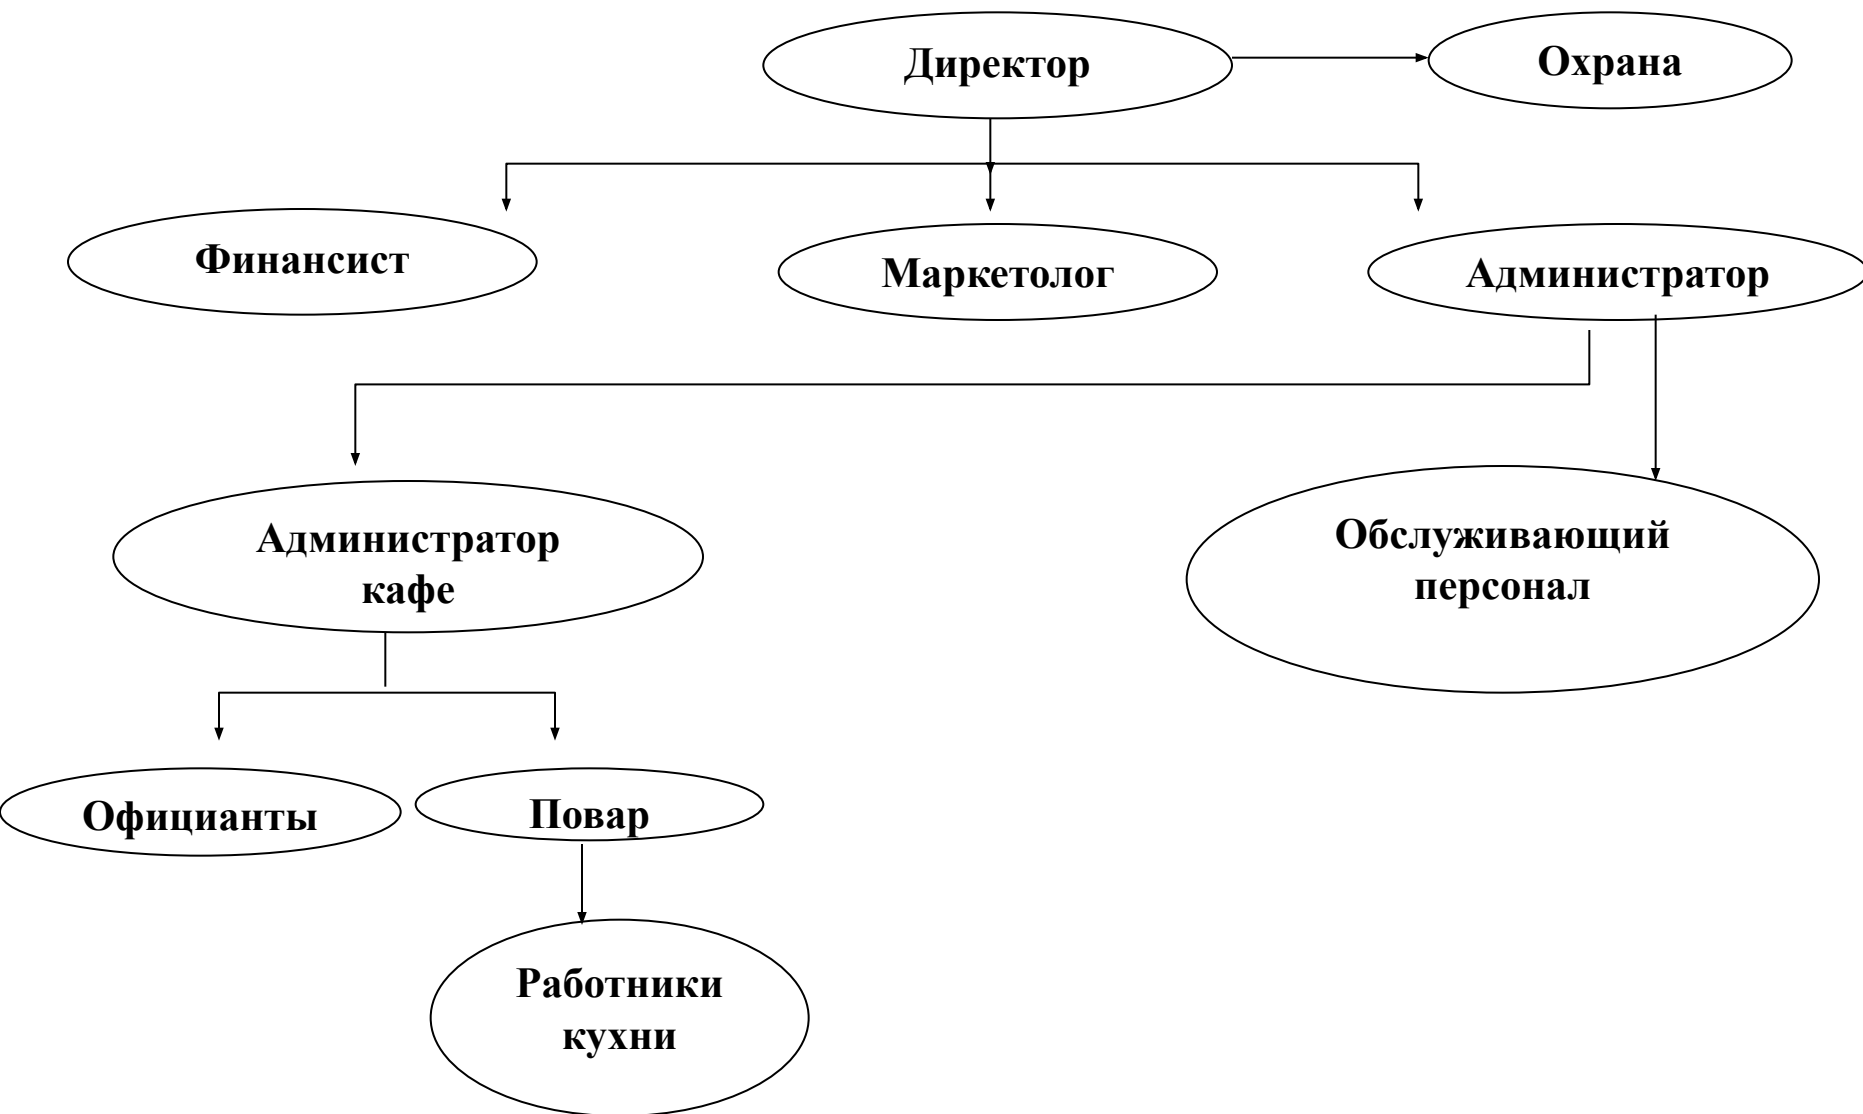 Директор
Охрана
Финансист
Маркетолог
Администратор
Администратор
кафе
Обслуживающий
персонал
Официанты
Повар
Работники
кухни